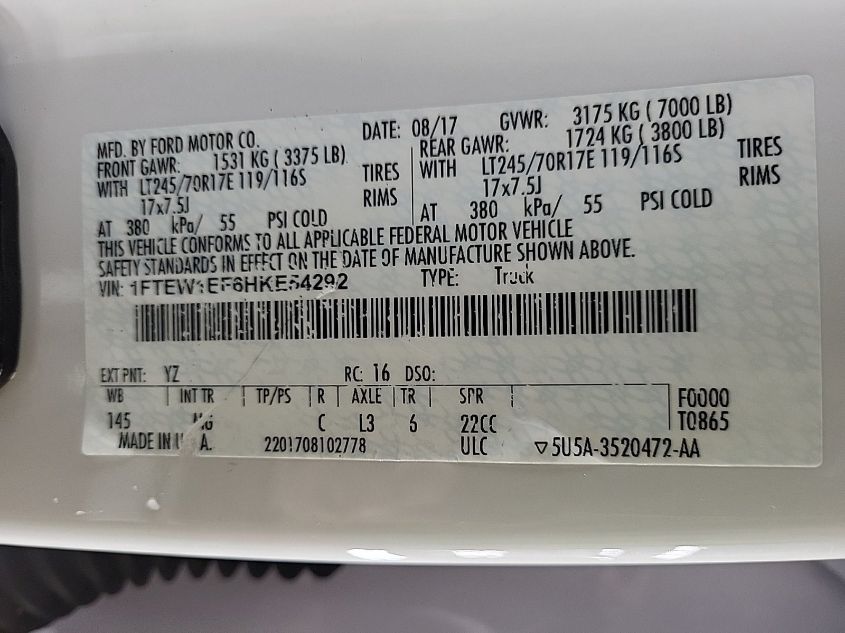 MFD. BY FORD MOTOR CO. DATE: 08/17 GVWR: 3175 KG ( 7000 LB)
FRONT GAWR: 1531 KG ( 3375 LB) REAR GAWR: 1724 KG ( 3800 LB)
WITH LT245/70R17E 119/116S TIRES WITH LT245/70R17E 119/116S TIRES
17x7.5J RIMS 17x7.5J RIMS
AT 380 kPa/ 55 PSI COLD AT 380 kPa/ 55 PSI COLD
THIS VEHICLE CONFORMS TO ALL APPLICABLE FEDERAL MOTOR VEHICLE
SAFETY STANDARDS IN EFFECT ON THE DATE OF MANUFACTURE SHOWN ABOVE.
VIN: TYPE: Truck
EXT PNT: YZ RC: 16 DSO:
WB INT TR TP/PS R AXLE TR SPR F0000
145 C L3 6 22CC T0865
MADE IN U.S.A. 2201708102778 ULC ▽5U5A-3520472-AA